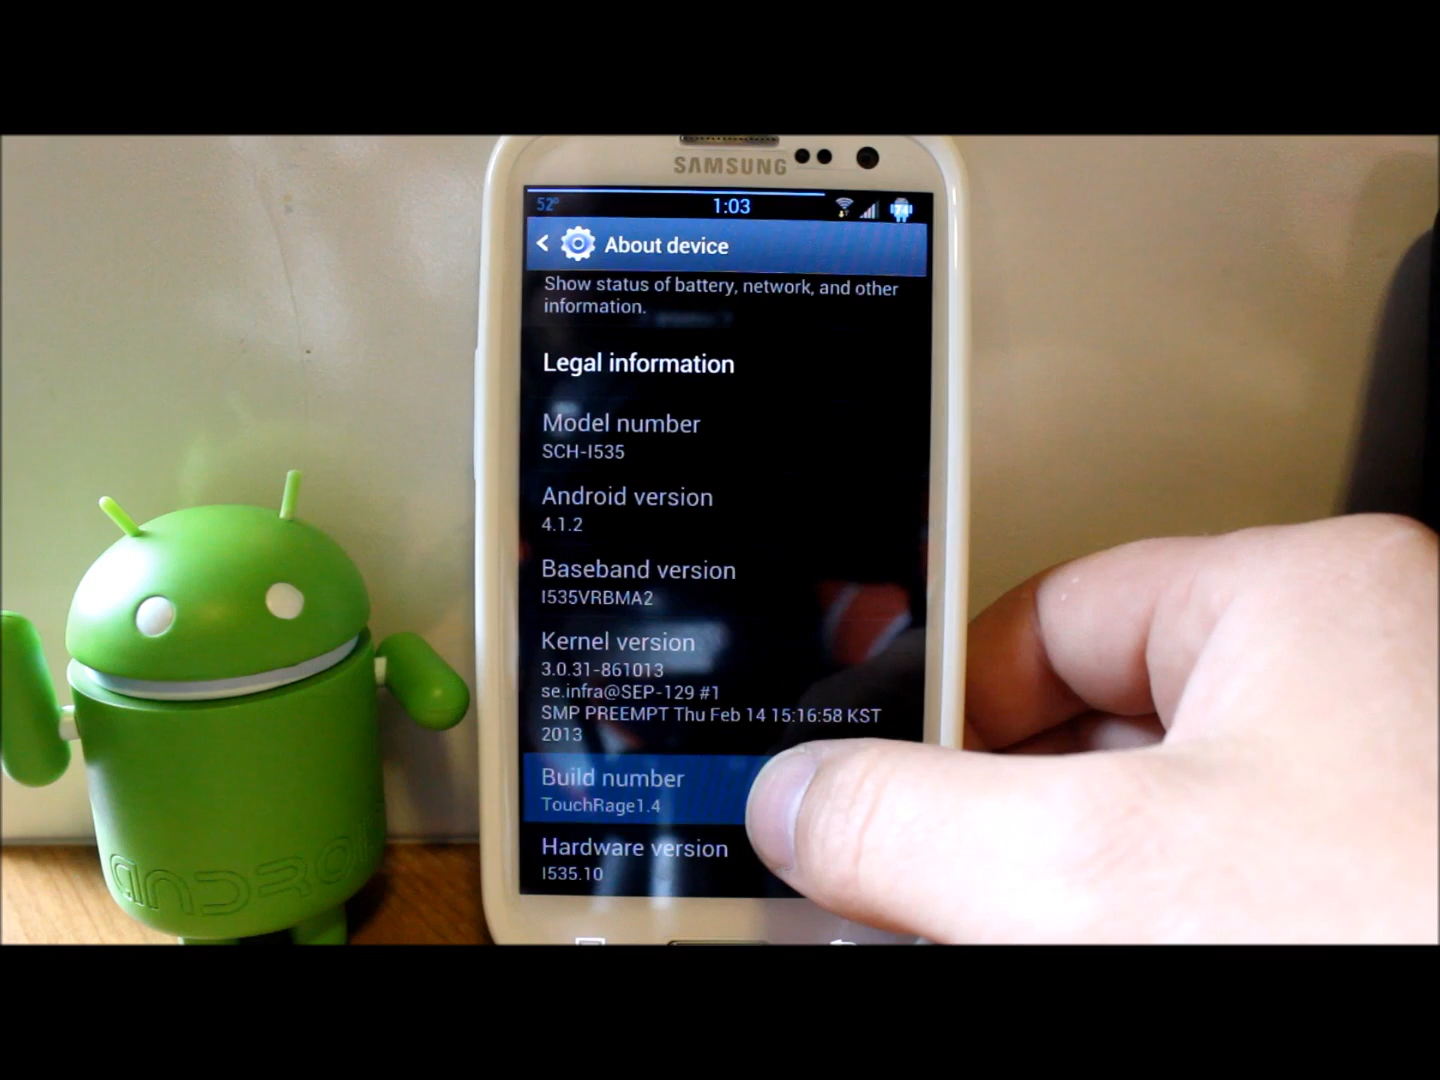 SAMSUNG
52°
1:03
74
About device
Show status of battery, network, and other
information.
Legal information
Model number
SCH-I535
Android version
4.1.2
Baseband version
I535VRBMA2
Kernel version
3.0.31-861013
se.infra@SEP-129 #1
SMP PREEMPT Thu Feb 14 15:16:58 KST
2013
Build number
TouchRage1.4
Hardware version
I535.10
ANDROI